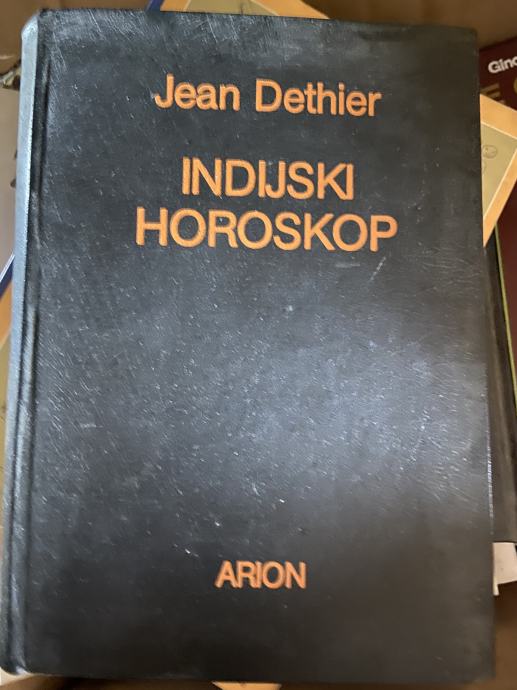 Jean Dethier
INDIJSKI
HOROSKOP
ARION